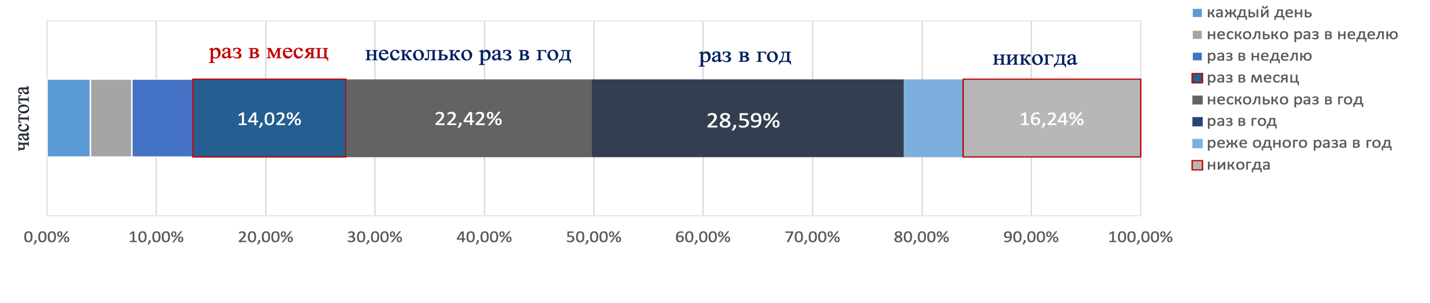 раз в месяц
несколько раз в год
раз в год
никогда
частота
14,02%
22,42%
28,59%
16,24%
0,00%
10,00%
20,00%
30,00%
40,00%
50,00%
60,00%
70,00%
80,00%
90,00%
100,00%
каждый день
несколько раз в неделю
раз в неделю
раз в месяц
несколько раз в год
раз в год
реже одного раза в год
никогда